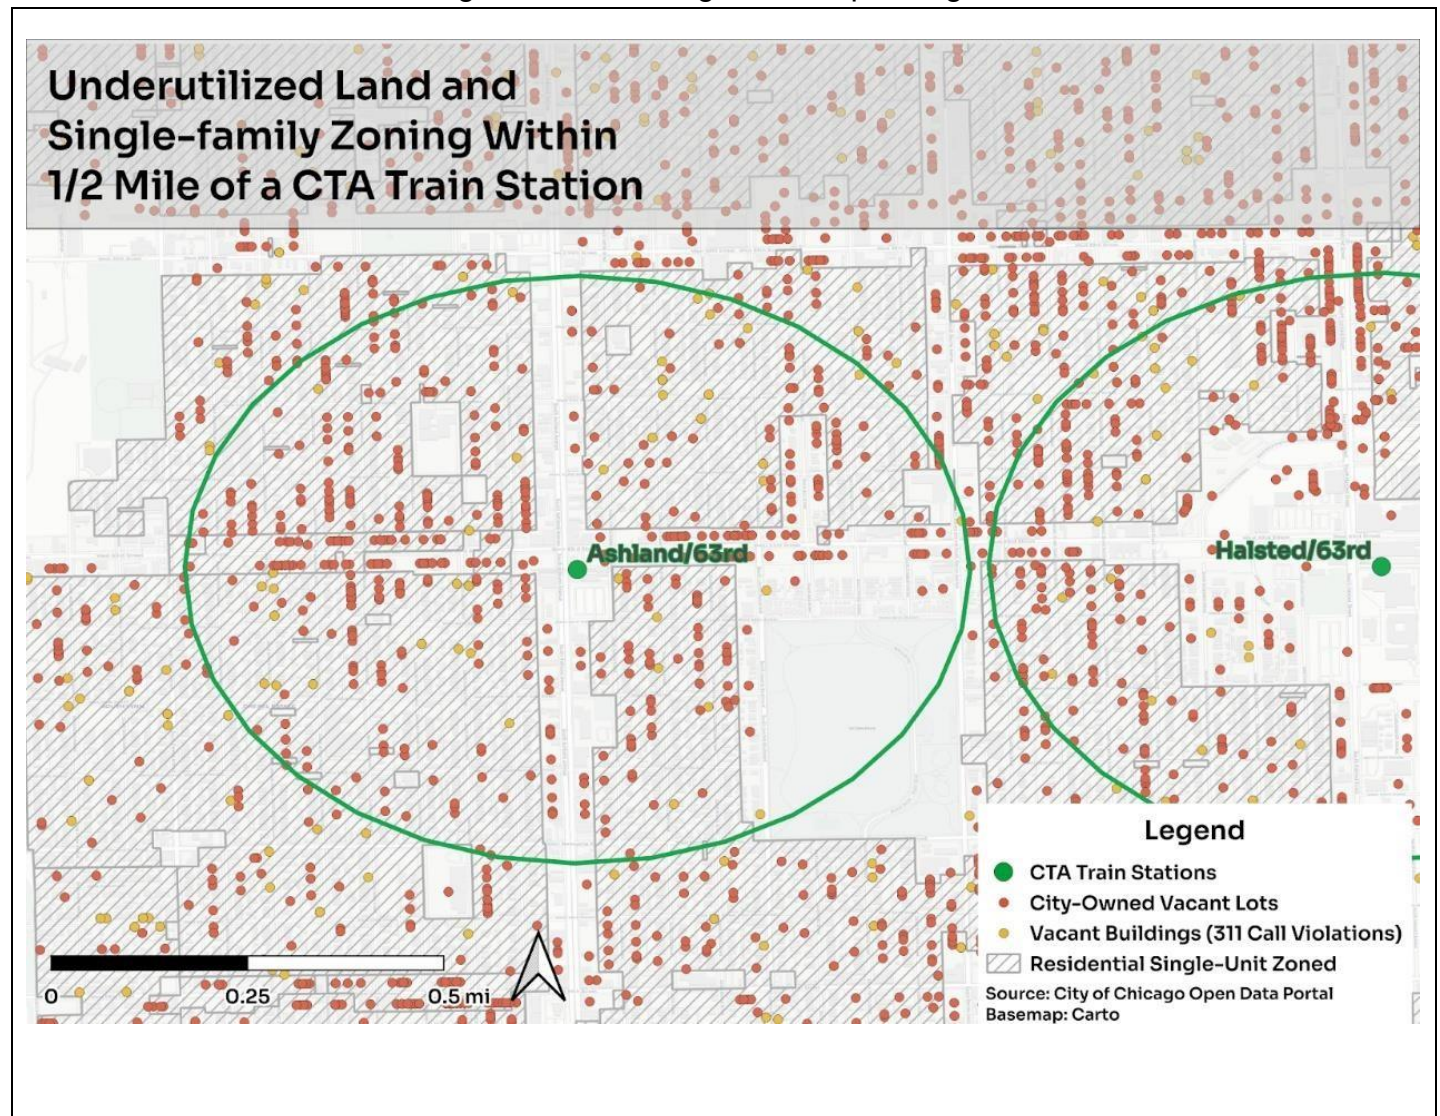 Underutilized Land and
Single-family Zoning Within
1/2 Mile of a CTA Train Station
Ashland/63rd
Halsted/63rd
Legend
CTA Train Stations
City-Owned Vacant Lots
Vacant Buildings (311 Call Violations)
Residential Single-Unit Zoned
Source: City of Chicago Open Data Portal
Basemap: Carto
0 0.25 0.5 mi